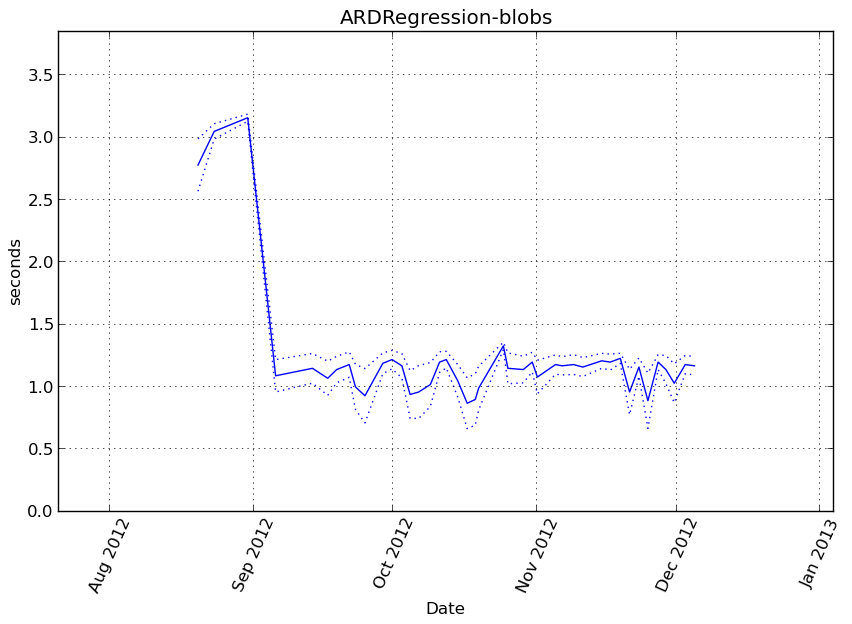 ARDRegression-blobs
3.5
3.0
2.5
2.0
1.5
1.0
0.5
0.0
seconds
Aug 2012
Sep 2012
Oct 2012
Nov 2012
Dec 2012
Jan 2013
Date